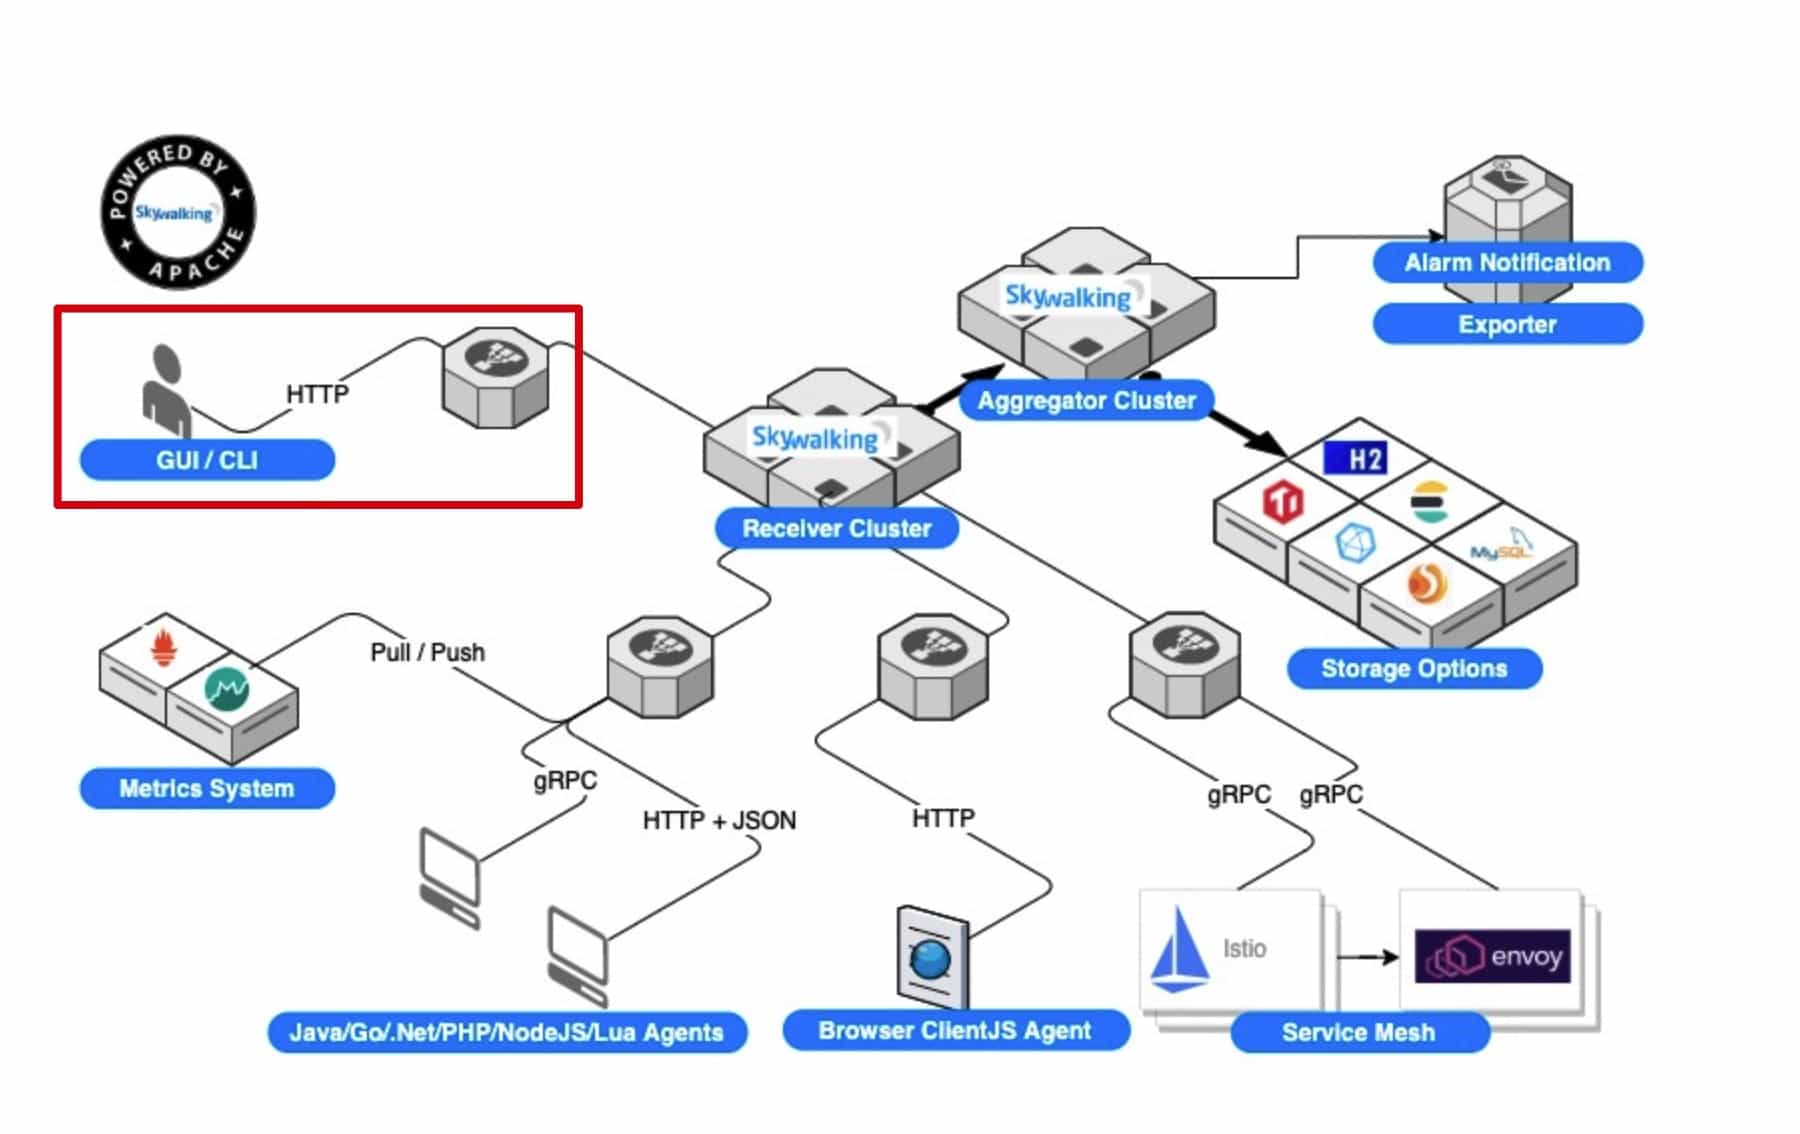 POWERED BY
Skywalking
APACHE
HTTP
GUI / CLI
Skywalking
Receiver Cluster
Skywalking
Aggregator Cluster
Alarm Notification
Exporter
H2
MySQL
Storage Options
Pull / Push
Metrics System
gRPC
HTTP + JSON
Java/Go/.Net/PHP/NodeJS/Lua Agents
HTTP
Browser ClientJS Agent
gRPC
gRPC
Istio
envoy
Service Mesh